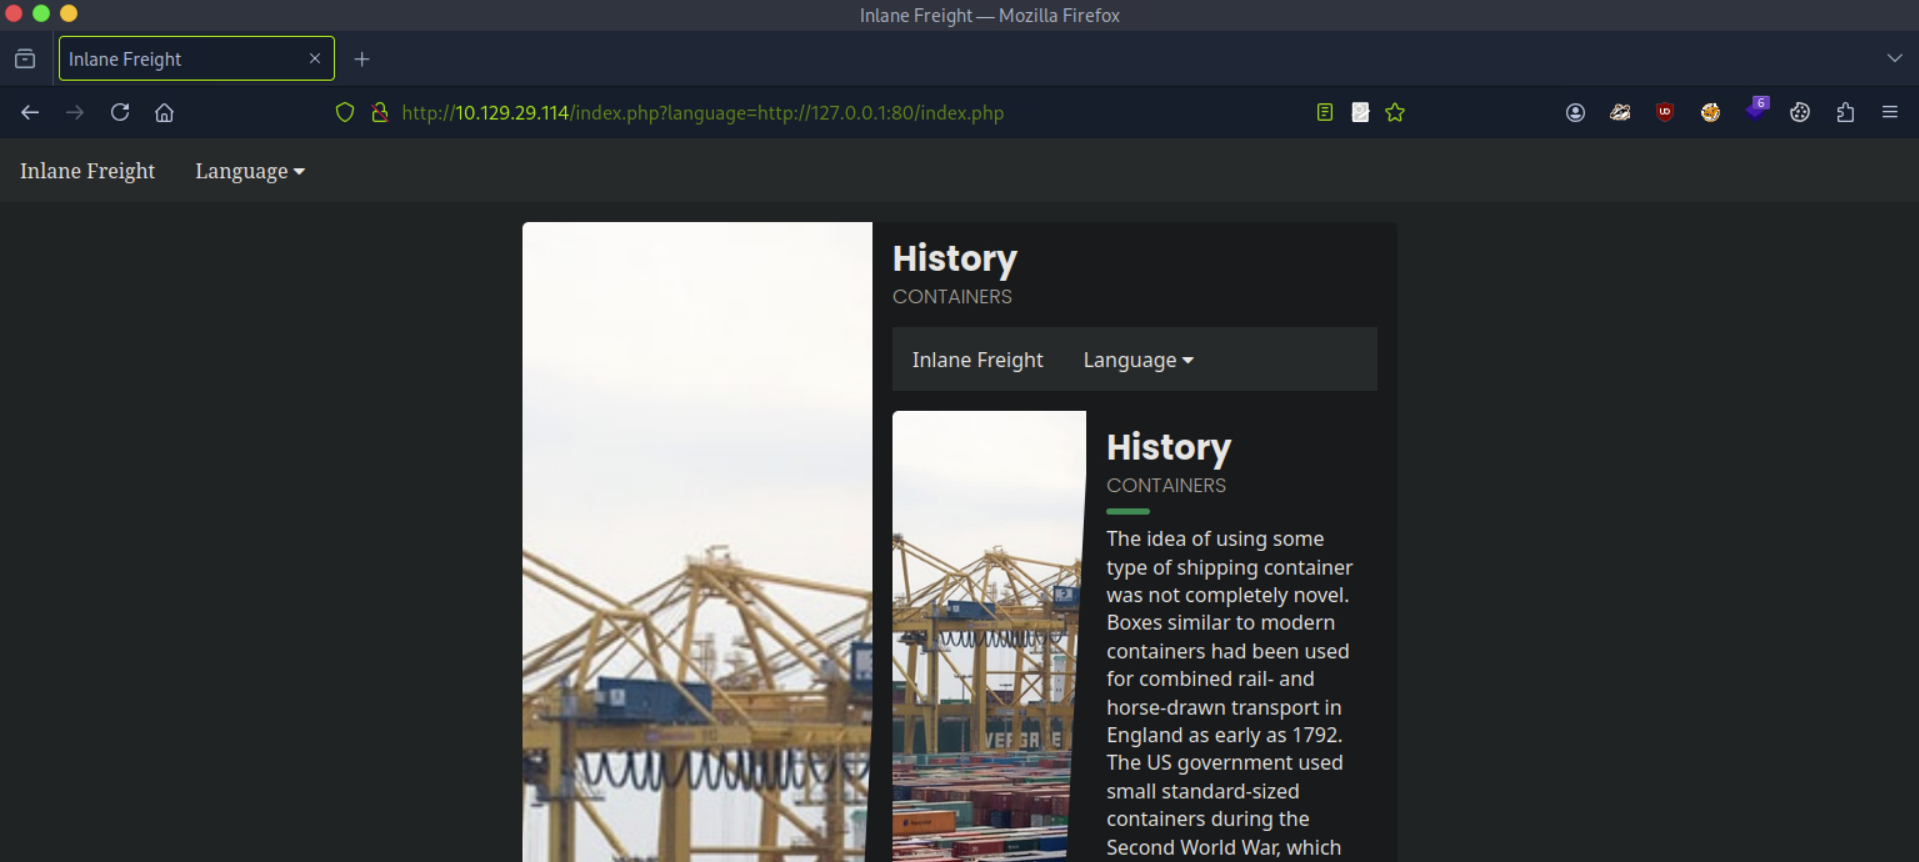 Inlane Freight — Mozilla Firefox
Inlane Freight
http://10.129.29.114/index.php?language=http://127.0.0.1:80/index.php
6
Inlane Freight Language
History
CONTAINERS
Inlane Freight Language
History
CONTAINERS
The idea of using some
type of shipping container
was not completely novel.
Boxes similar to modern
containers had been used
for combined rail- and
horse-drawn transport in
England as early as 1792.
The US government used
small standard-sized
containers during the
Second World War, which